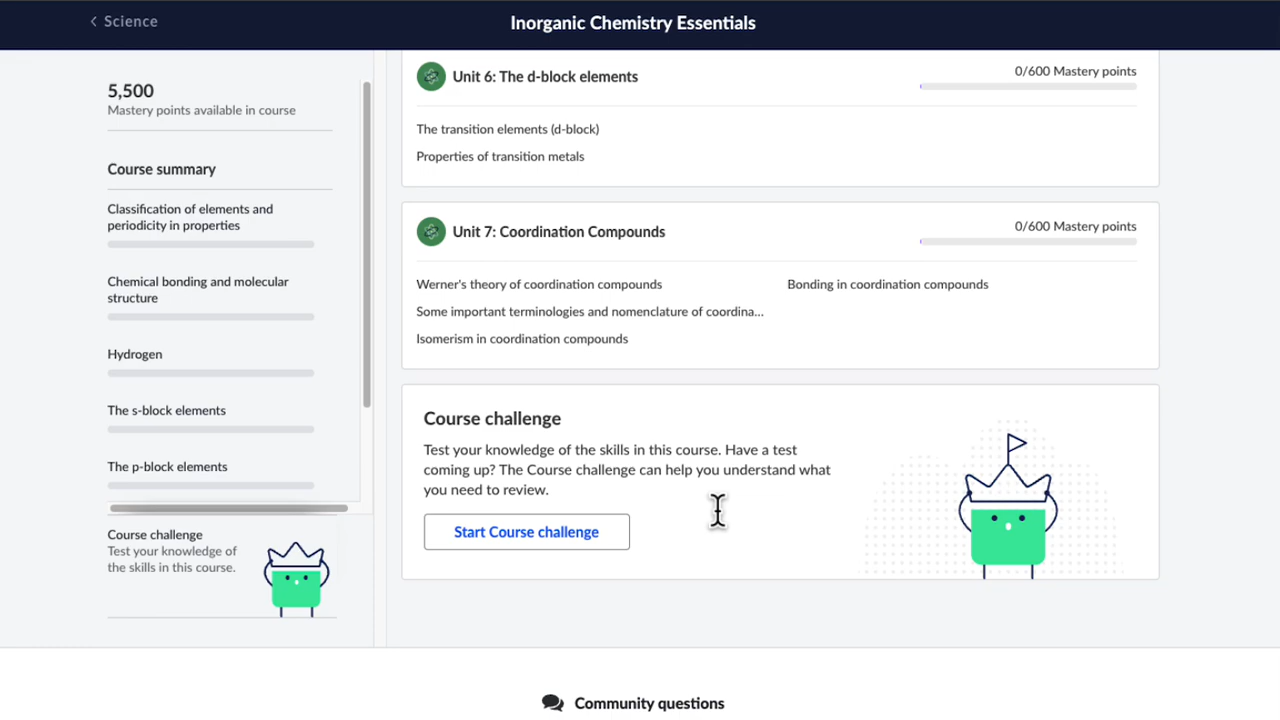 Science
Inorganic Chemistry Essentials
5,500
Mastery points available in course
Course summary
Classification of elements and
periodicity in properties
Chemical bonding and molecular
structure
Hydrogen
The s-block elements
The p-block elements
Course challenge
Test your knowledge of
the skills in this course.
Unit 6: The d-block elements
0/600 Mastery points
The transition elements (d-block)
Properties of transition metals
Unit 7: Coordination Compounds
0/600 Mastery points
Werner's theory of coordination compounds
Bonding in coordination compounds
Some important terminologies and nomenclature of coordina...
Isomerism in coordination compounds
Course challenge
Test your knowledge of the skills in this course. Have a test
coming up? The Course challenge can help you understand what
you need to review.
Start Course challenge
Community questions